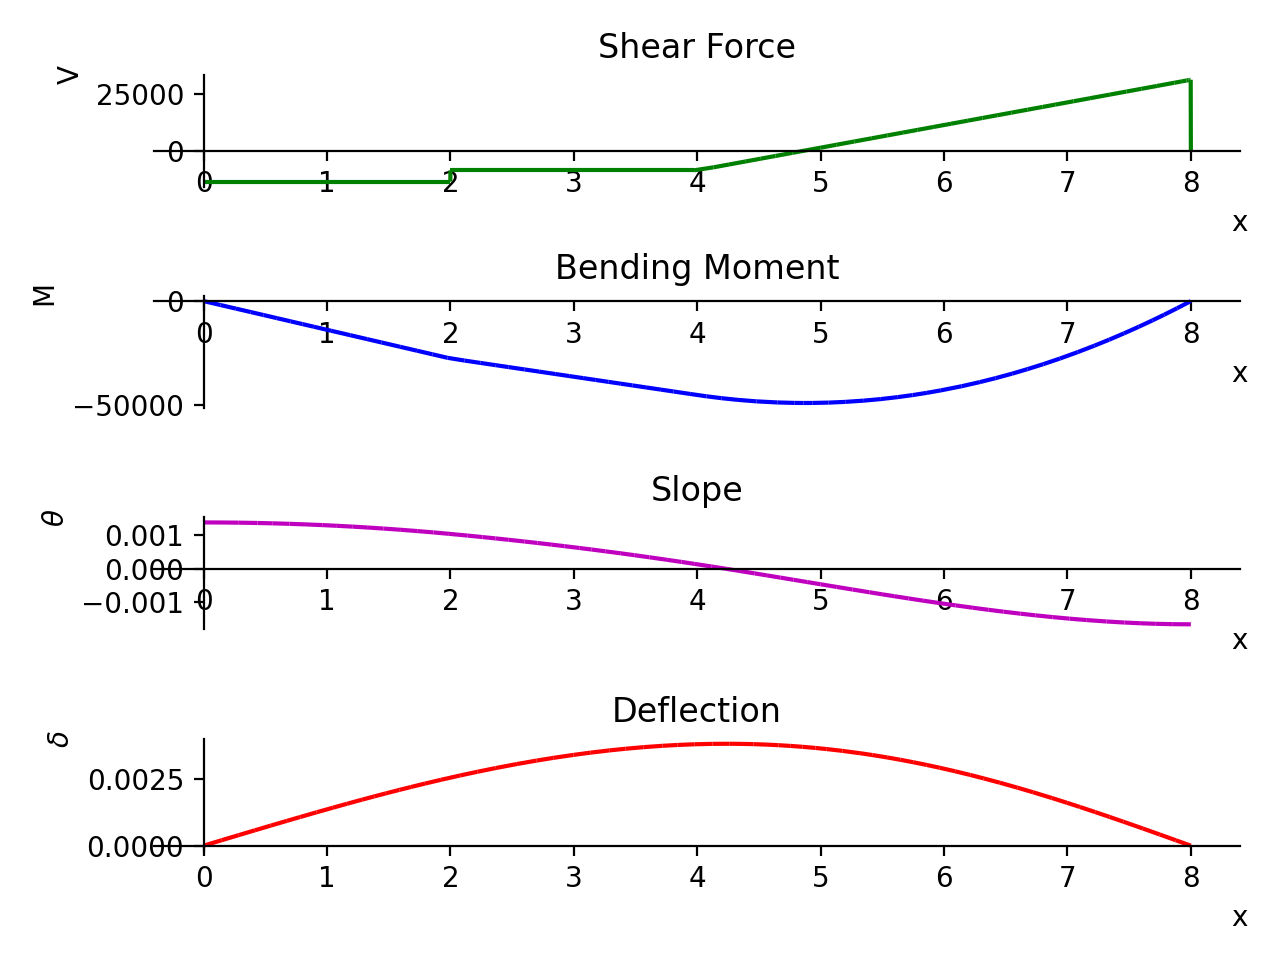 Shear Force
V
25000
0
0 1 2 3 4 5 6 7 8
x
Bending Moment
M
0
0 1 2 3 4 5 6 7 8
x
−50000
Slope
θ
0.001
0.000
−0.001
0 1 2 3 4 5 6 7 8
x
Deflection
δ
0.0025
0.0000
0 1 2 3 4 5 6 7 8
x